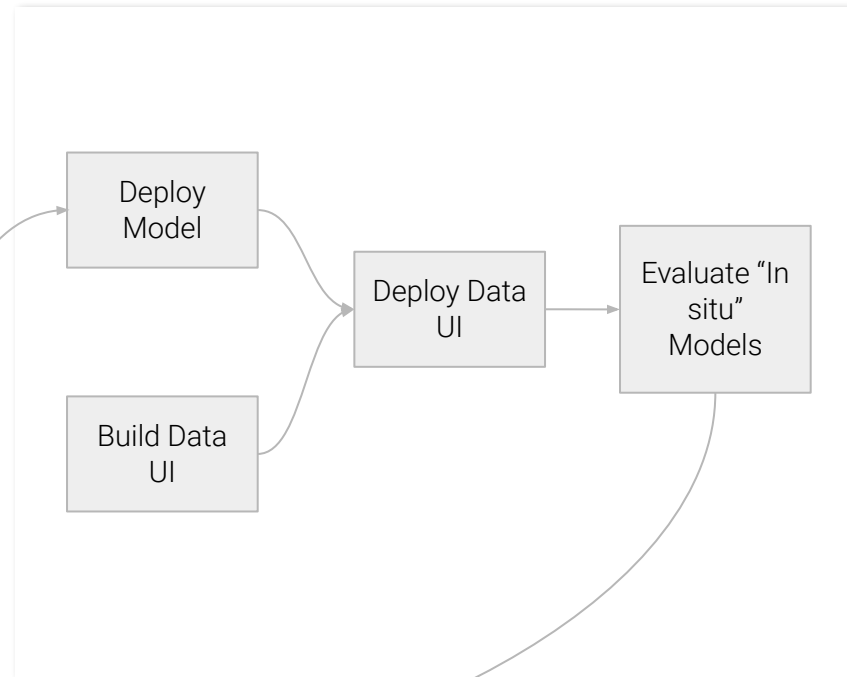 Deploy
Model
Build Data
UI
Deploy Data
UI
Evaluate “In
situ”
Models